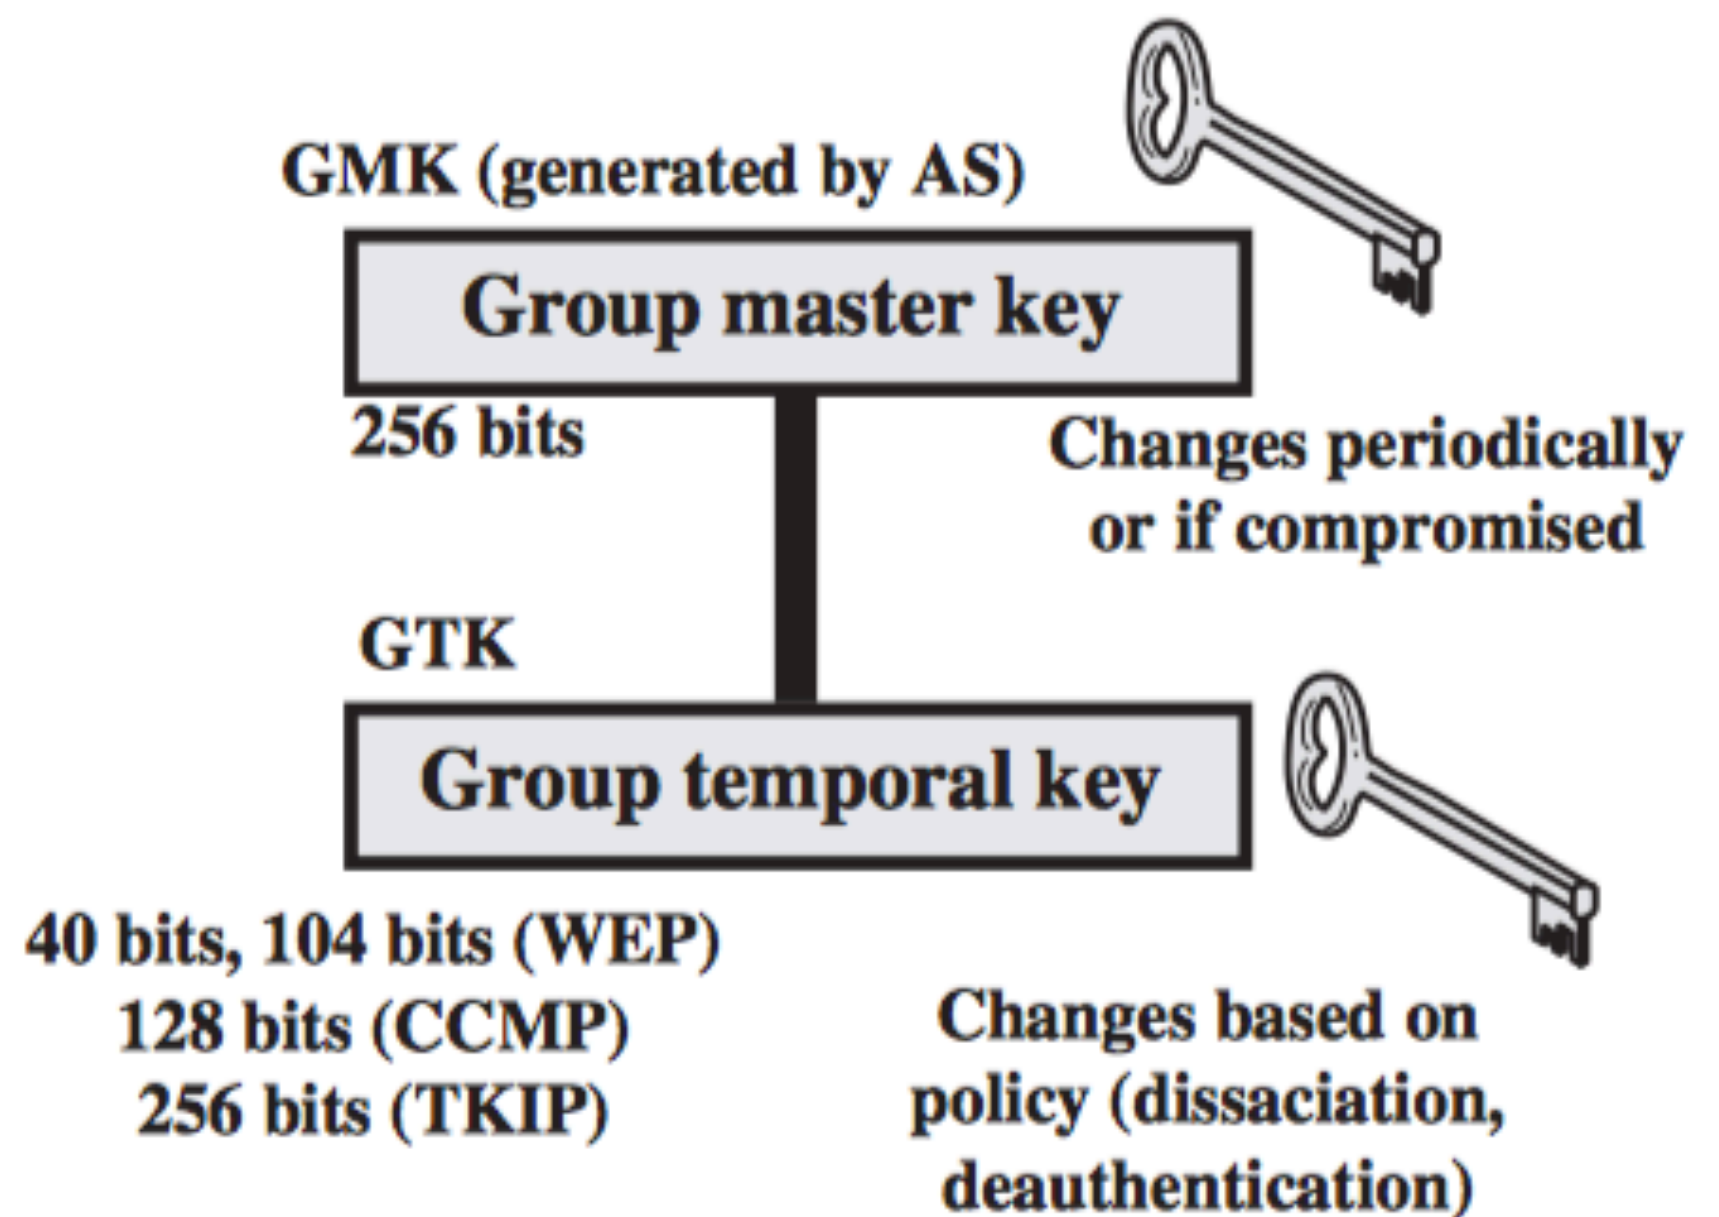 GMK (generated by AS)
Group master key
256 bits
Changes periodically
or if compromised
GTK
Group temporal key
40 bits, 104 bits (WEP)
128 bits (CCMP)
256 bits (TKIP)
Changes based on
policy (dissaciation,
deauthentication)